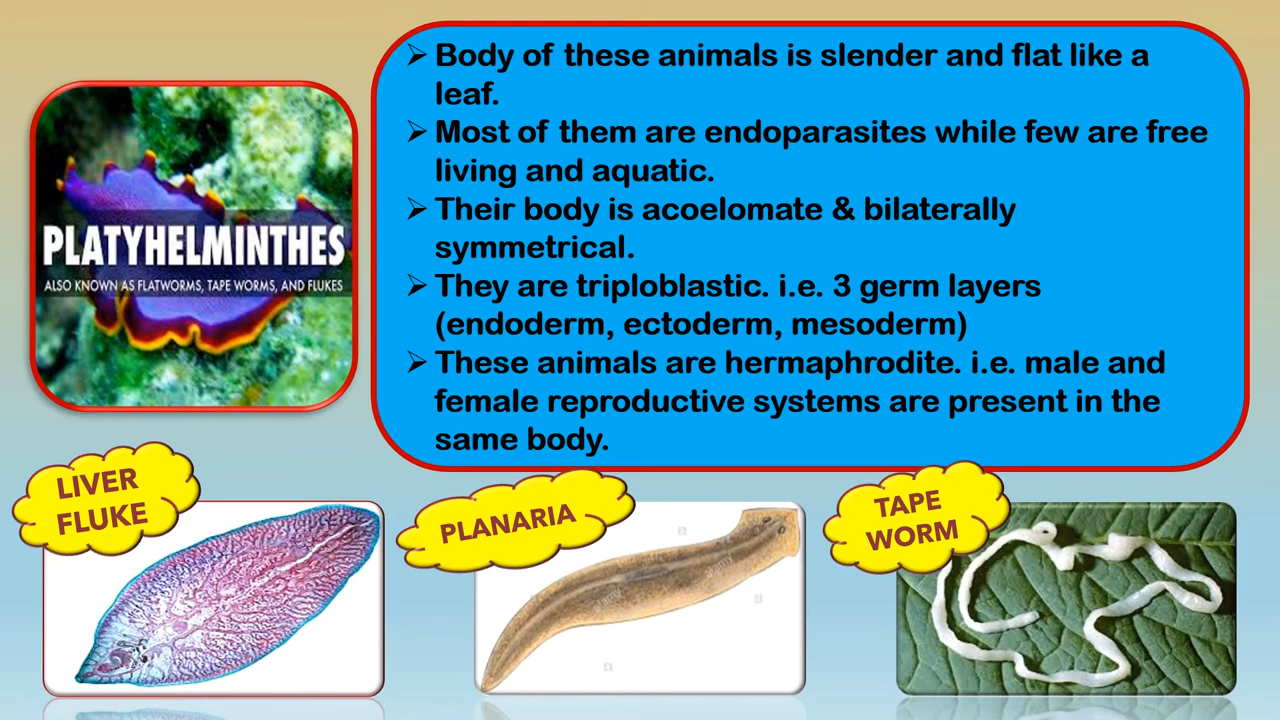 ➢ Body of these animals is slender and flat like a
leaf.
➢ Most of them are endoparasites while few are free
living and aquatic.
➢ Their body is acoelomate & bilaterally
symmetrical.
➢ They are triploblastic. i.e. 3 germ layers
(endoderm, ectoderm, mesoderm)
➢ These animals are hermaphrodite. i.e. male and
female reproductive systems are present in the
same body.
PLATYHELMINTHES
ALSO KNOWN AS FLATWORMS, TAPE WORMS, AND FLUKES
LIVER
FLUKE
PLANARIA
TAPE
WORM